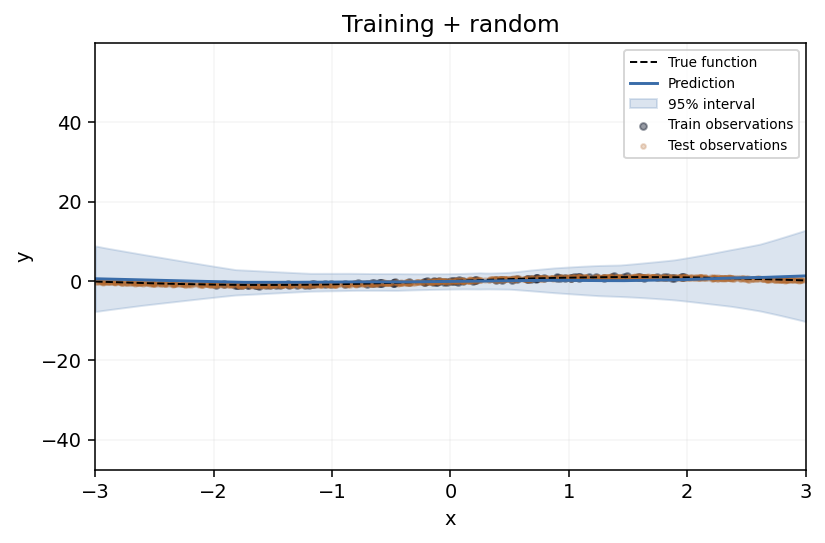 Training + random
True function
Prediction
95% interval
Train observations
Test observations
y
40
20
0
−20
−40
−3
−2
−1
0
1
2
3
x